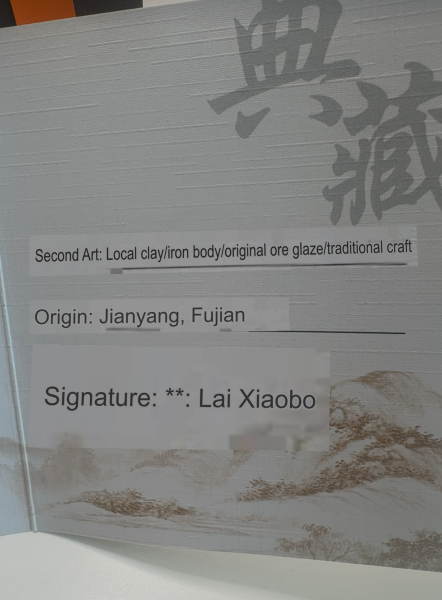 典藏
Second Art: Local clay/iron body/original ore glaze/traditional craft
Origin: Jianyang, Fujian
Signature: **: Lai Xiaobo